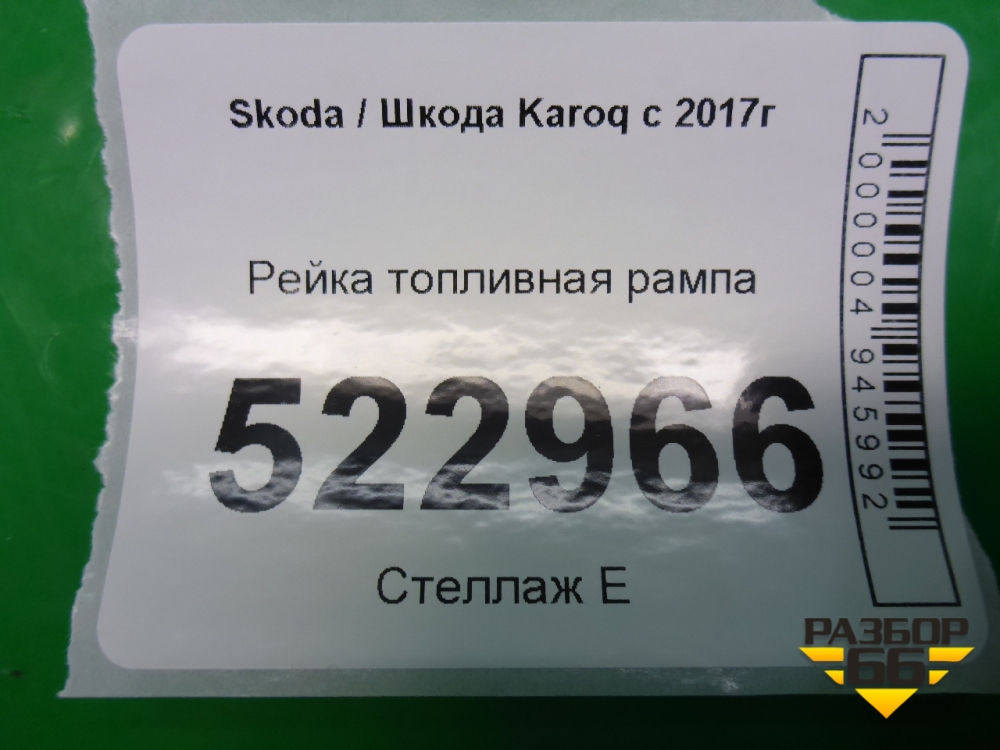 Skoda / Шкода Karoq с 2017г
Рейка топливная рампа
522966
Стеллаж Е
2000004945992
РАЗБОР
66